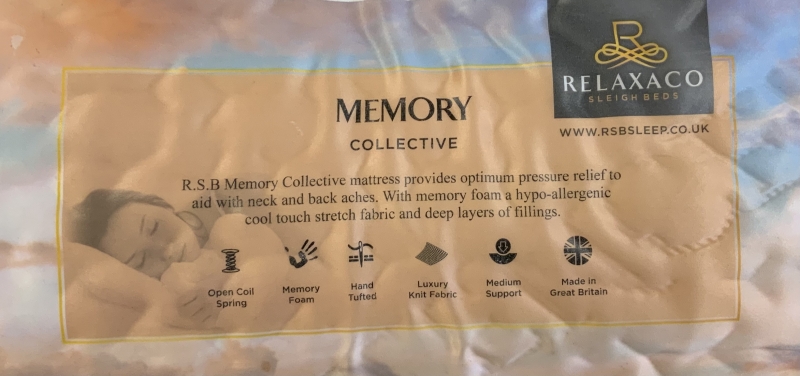 R
RELAXACO
SLEIGH BEDS
WWW.RSBSLEEP.CO.UK
MEMORY
COLLECTIVE
R.S.B Memory Collective mattress provides optimum pressure relief to
aid with neck and back aches. With memory foam a hypo-allergenic
cool touch stretch fabric and deep layers of fillings.
Open Coil
Spring
Memory
Foam
Hand
Tufted
Luxury
Knit Fabric
Medium
Support
Made in
Great Britain